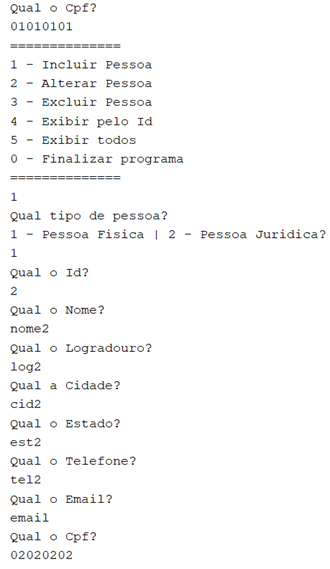 Qual o Cpf?
01010101
==============
1 - Incluir Pessoa
2 - Alterar Pessoa
3 - Excluir Pessoa
4 - Exibir pelo Id
5 - Exibir todos
0 - Finalizar programa
==============
1
Qual tipo de pessoa?
1 - Pessoa Fisica | 2 - Pessoa Juridica?
1
Qual o Id?
2
Qual o Nome?
nome2
Qual o Logradouro?
log2
Qual a Cidade?
cid2
Qual o Estado?
est2
Qual o Telefone?
tel2
Qual o Email?
email
Qual o Cpf?
02020202